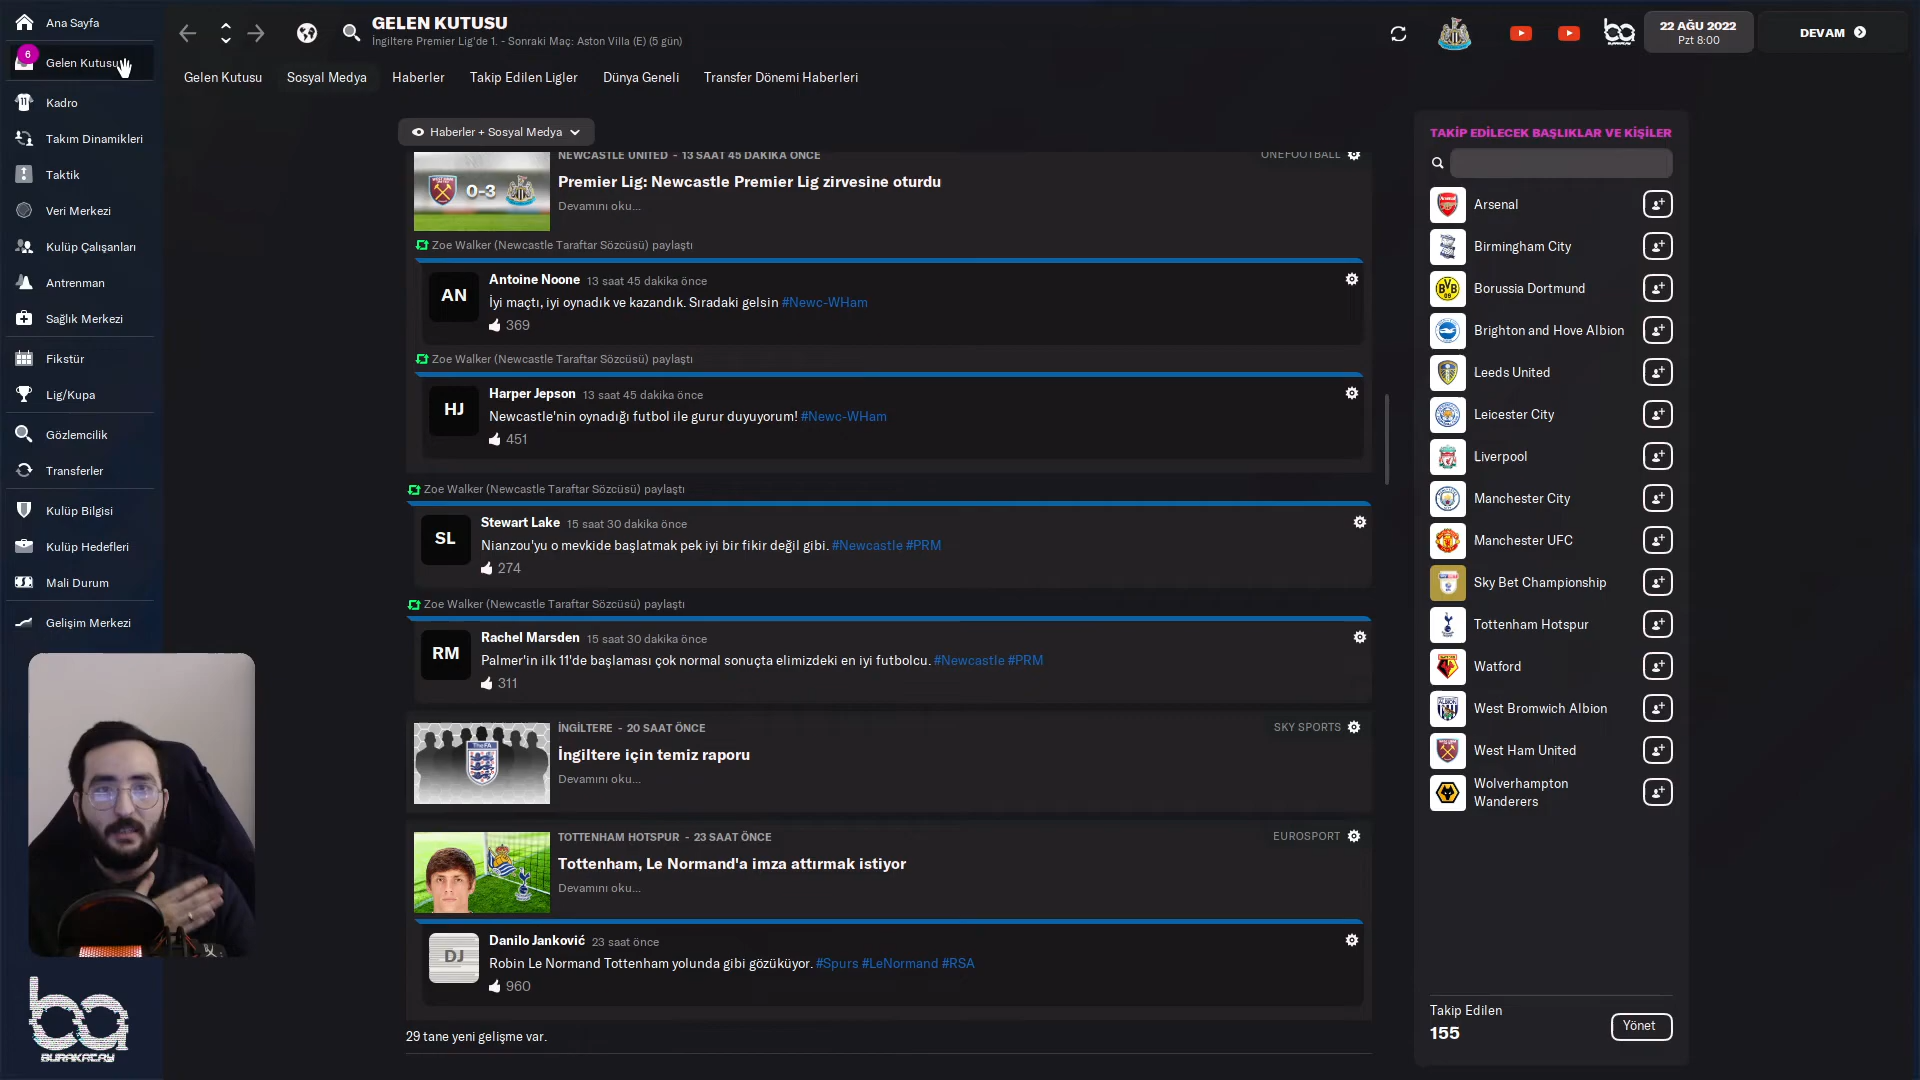 Ana Sayfa
6
Gelen Kutusu
Kadro
Takım Dinamikleri
Taktik
Veri Merkezi
Kulüp Çalışanları
Antrenman
Sağlık Merkezi
Fikstür
Lig/Kupa
Gözlemcilik
Transferler
Kulüp Bilgisi
Kulüp Hedefleri
Mali Durum
Gelişim Merkezi
ba
BURAKATAY
GELEN KUTUSU
İngiltere Premier Lig'de 1. - Sonraki Maç: Aston Villa (E) (5 gün)
22 AĞU 2022
Pzt 8:00
DEVAM
Gelen Kutusu
Sosyal Medya
Haberler
Takip Edilen Ligler
Dünya Geneli
Transfer Dönemi Haberleri
Haberler + Sosyal Medya
NEWCASTLE UNITED - 13 SAAT 45 DAKIKA ÖNCE
ONEFOOTBALL
0-3
Premier Lig: Newcastle Premier Lig zirvesine oturdu
Devamını oku...
Zoe Walker (Newcastle Taraftar Sözcüsü) paylaştı
AN
Antoine Noone 13 saat 45 dakika önce
İyi maçtı, iyi oynadık ve kazandık. Sıradaki gelsin #Newc-WHam
369
Zoe Walker (Newcastle Taraftar Sözcüsü) paylaştı
HJ
Harper Jepson 13 saat 45 dakika önce
Newcastle'nin oynadığı futbol ile gurur duyuyorum! #Newc-WHam
451
Zoe Walker (Newcastle Taraftar Sözcüsü) paylaştı
SL
Stewart Lake 15 saat 30 dakika önce
Nianzou'yu o mevkide başlatmak pek iyi bir fikir değil gibi. #Newcastle #PRM
274
Zoe Walker (Newcastle Taraftar Sözcüsü) paylaştı
RM
Rachel Marsden 15 saat 30 dakika önce
Palmer'in ilk 11'de başlaması çok normal sonuçta elimizdeki en iyi futbolcu. #Newcastle #PRM
311
İNGİLTERE - 20 SAAT ÖNCE
SKY SPORTS
İngiltere için temiz raporu
Devamını oku...
TOTTENHAM HOTSPUR - 23 SAAT ÖNCE
EUROSPORT
Tottenham, Le Normand'a imza attırmak istiyor
Devamını oku...
DJ
Danilo Janković 23 saat önce
Robin Le Normand Tottenham yolunda gibi gözüküyor. #Spurs #LeNormand #RSA
960
29 tane yeni gelişme var.
TAKİP EDİLECEK BAŞLIKLAR VE KİŞİLER
Arsenal
Birmingham City
Borussia Dortmund
Brighton and Hove Albion
Leeds United
Leicester City
Liverpool
Manchester City
Manchester UFC
Sky Bet Championship
Tottenham Hotspur
Watford
West Bromwich Albion
West Ham United
Wolverhampton
Wanderers
Takip Edilen
155
Yönet